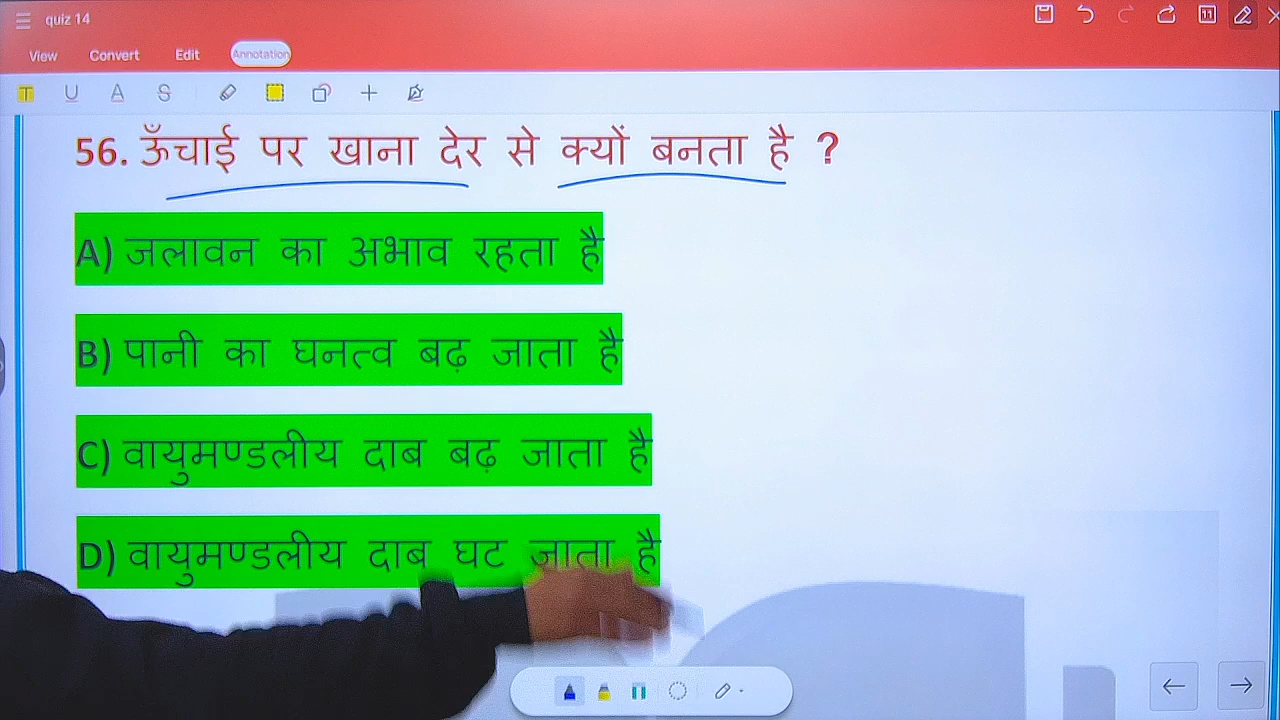 quiz 14
View Convert Edit Annotation
T U A S
56. ऊँचाई पर खाना देर से क्यों बनता है ?
A) जलावन का अभाव रहता है
B) पानी का घनत्व बढ़ जाता है
C) वायुमण्डलीय दाब बढ़ जाता है
D) वायुमण्डलीय दाब घट जाता है